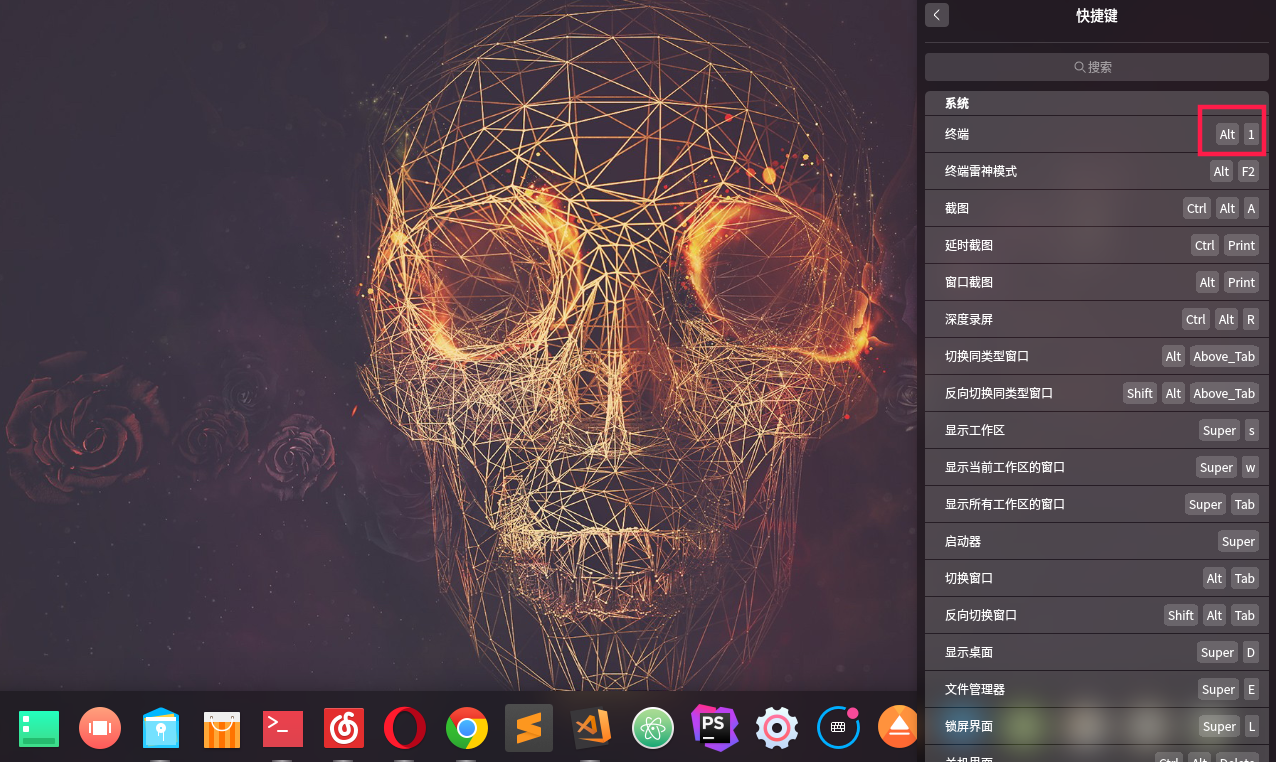 快捷键
搜索
系统
终端 Alt 1
终端雷神模式 Alt F2
截图 Ctrl Alt A
延时截图 Ctrl Print
窗口截图 Alt Print
深度录屏 Ctrl Alt R
切换同类型窗口 Alt Above_Tab
反向切换同类型窗口 Shift Alt Above_Tab
显示工作区 Super s
显示当前工作区的窗口 Super w
显示所有工作区的窗口 Super Tab
启动器 Super
切换窗口 Alt Tab
反向切换窗口 Shift Alt Tab
显示桌面 Super D
文件管理器 Super E
锁屏界面 Super L
关机界面 Ctrl Alt Delete
PS